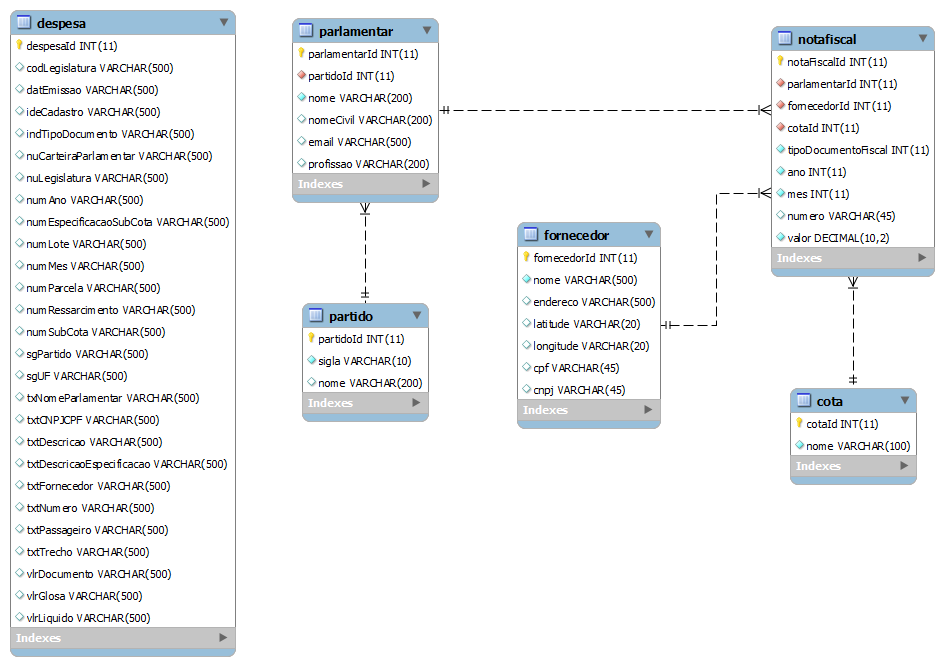 despesa
despesaId INT(11)
codLegislatura VARCHAR(500)
datEmissao VARCHAR(500)
ideCadastro VARCHAR(500)
indTipoDocumento VARCHAR(500)
nuCarteiraParlamentar VARCHAR(500)
nuLegislatura VARCHAR(500)
numAno VARCHAR(500)
numEspecificacaoSubCota VARCHAR(500)
numLote VARCHAR(500)
numMes VARCHAR(500)
numParcela VARCHAR(500)
numRessarcimento VARCHAR(500)
numSubCota VARCHAR(500)
sgPartido VARCHAR(500)
sgUF VARCHAR(500)
txNomeParlamentar VARCHAR(500)
txtCNPJCPF VARCHAR(500)
txtDescricao VARCHAR(500)
txtDescricaoEspecificacao VARCHAR(500)
txtFornecedor VARCHAR(500)
txtNumero VARCHAR(500)
txtPassageiro VARCHAR(500)
txtTrecho VARCHAR(500)
vlrDocumento VARCHAR(500)
vlrGlosa VARCHAR(500)
vlrLiquido VARCHAR(500)
Indexes
parlamentar
parlamentarId INT(11)
partidoId INT(11)
nome VARCHAR(200)
nomeCivil VARCHAR(200)
email VARCHAR(500)
profissao VARCHAR(200)
Indexes
partido
partidoId INT(11)
sigla VARCHAR(10)
nome VARCHAR(200)
Indexes
fornecedor
fornecedorId INT(11)
nome VARCHAR(500)
endereco VARCHAR(500)
latitude VARCHAR(20)
longitude VARCHAR(20)
cpf VARCHAR(45)
cnpj VARCHAR(45)
Indexes
notafiscal
notaFiscalId INT(11)
parlamentarId INT(11)
fornecedorId INT(11)
cotaId INT(11)
tipoDocumentoFiscal INT(11)
ano INT(11)
mes INT(11)
numero VARCHAR(45)
valor DECIMAL(10,2)
Indexes
cota
cotaId INT(11)
nome VARCHAR(100)
Indexes